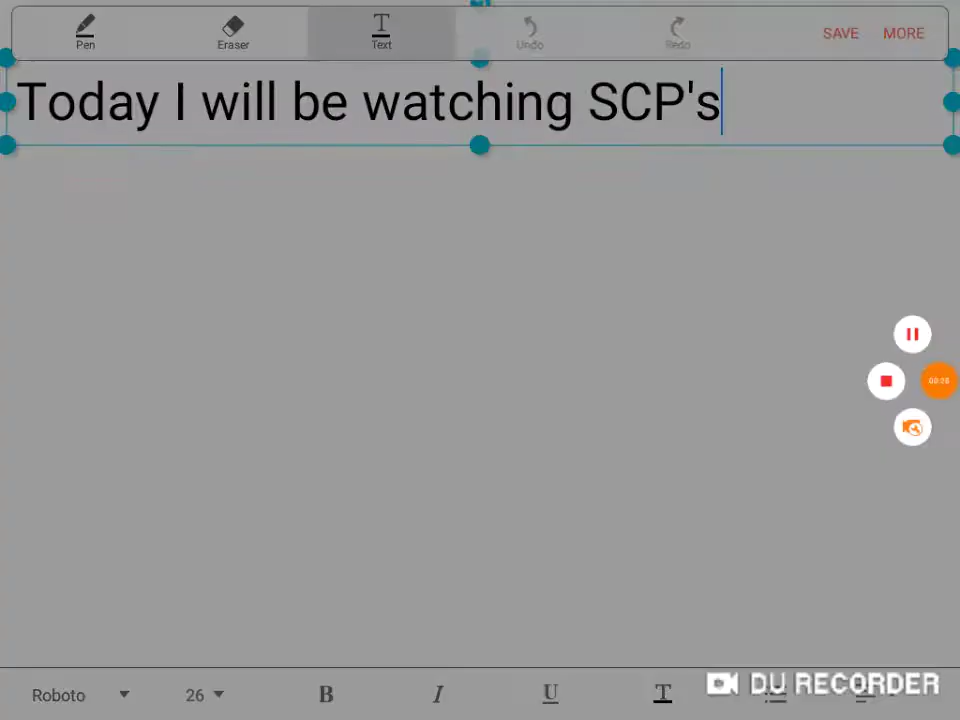 Pen Eraser Text Undo Redo SAVE MORE
Today I will be watching SCP's
Roboto 26 B I U T
DU RECORDER